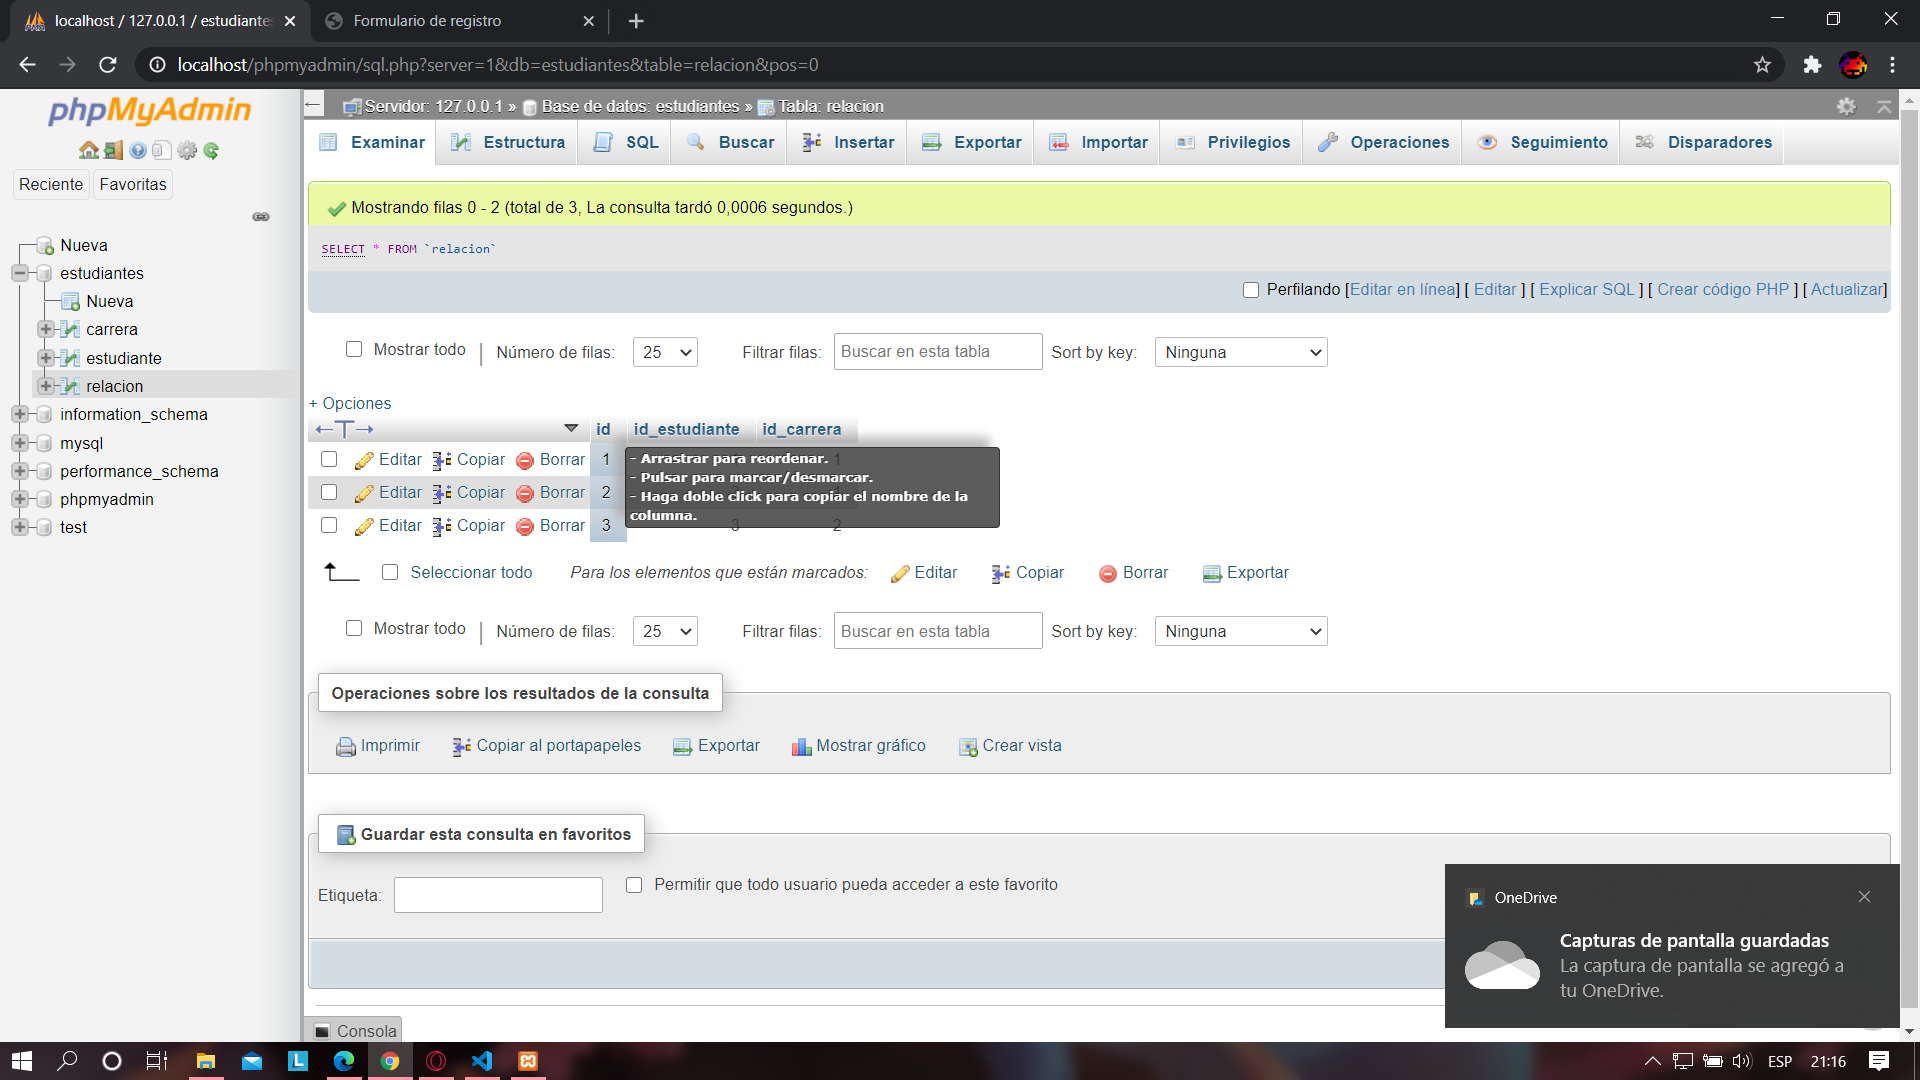 localhost / 127.0.0.1 / estudiantes
Formulario de registro
localhost/phpmyadmin/sql.php?server=1&db=estudiantes&table=relacion&pos=0
phpMyAdmin
Reciente Favoritas
Nueva
estudiantes
Nueva
carrera
estudiante
relacion
information_schema
mysql
performance_schema
phpmyadmin
test
Servidor: 127.0.0.1 » Base de datos: estudiantes » Tabla: relacion
Examinar Estructura SQL Buscar Insertar Exportar Importar Privilegios Operaciones Seguimiento Disparadores
Mostrando filas 0 - 2 (total de 3, La consulta tardó 0,0006 segundos.)
SELECT * FROM `relacion`
Perfilando [Editar en línea] [ Editar ] [ Explicar SQL ] [ Crear código PHP ] [ Actualizar]
Mostrar todo | Número de filas: 25 Filtrar filas: Buscar en esta tabla Sort by key: Ninguna
+ Opciones
←T→ id id_estudiante id_carrera
Editar Copiar Borrar 1 1
Editar Copiar Borrar 2
Editar Copiar Borrar 3 3 2
- Arrastrar para reordenar.
- Pulsar para marcar/desmarcar.
- Haga doble click para copiar el nombre de la
columna.
Seleccionar todo Para los elementos que están marcados: Editar Copiar Borrar Exportar
Mostrar todo | Número de filas: 25 Filtrar filas: Buscar en esta tabla Sort by key: Ninguna
Operaciones sobre los resultados de la consulta
Imprimir Copiar al portapapeles Exportar Mostrar gráfico Crear vista
Guardar esta consulta en favoritos
Etiqueta: Permitir que todo usuario pueda acceder a este favorito
OneDrive
Capturas de pantalla guardadas
La captura de pantalla se agregó a
tu OneDrive.
Consola
L
ESP 21:16